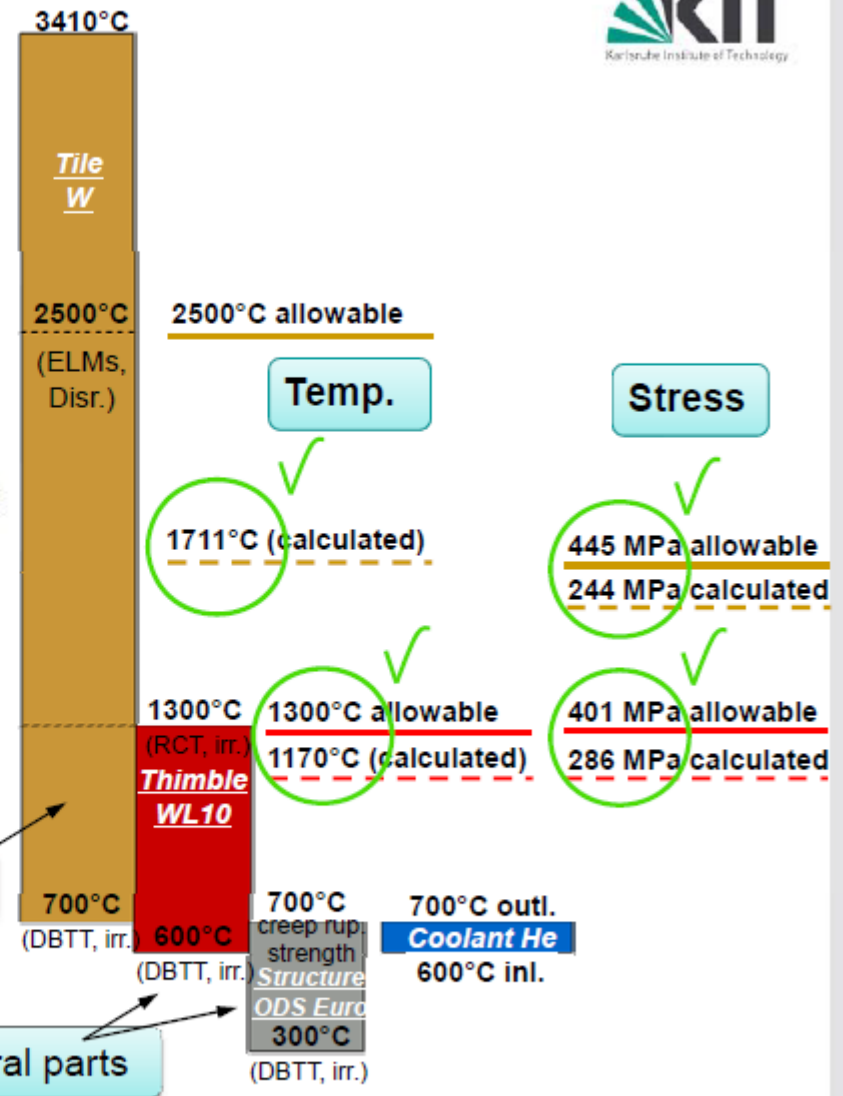 3410°C
KIT
Karlsruhe Institute of Technology
Tile
W
2500°C
2500°C allowable
(ELMs,
Disr.)
Temp.
Stress
1711°C (calculated)
445 MPa allowable
244 MPa calculated
1300°C
1300°C allowable
401 MPa allowable
(RCT, irr.)
1170°C (calculated)
286 MPa calculated
Thimble
WL10
700°C
700°C
700°C outl.
(DBTT, irr.)
600°C
creep rup.
strength
Coolant He
(DBTT, irr.)
Structure
600°C inl.
ODS Euro
300°C
ral parts
(DBTT, irr.)